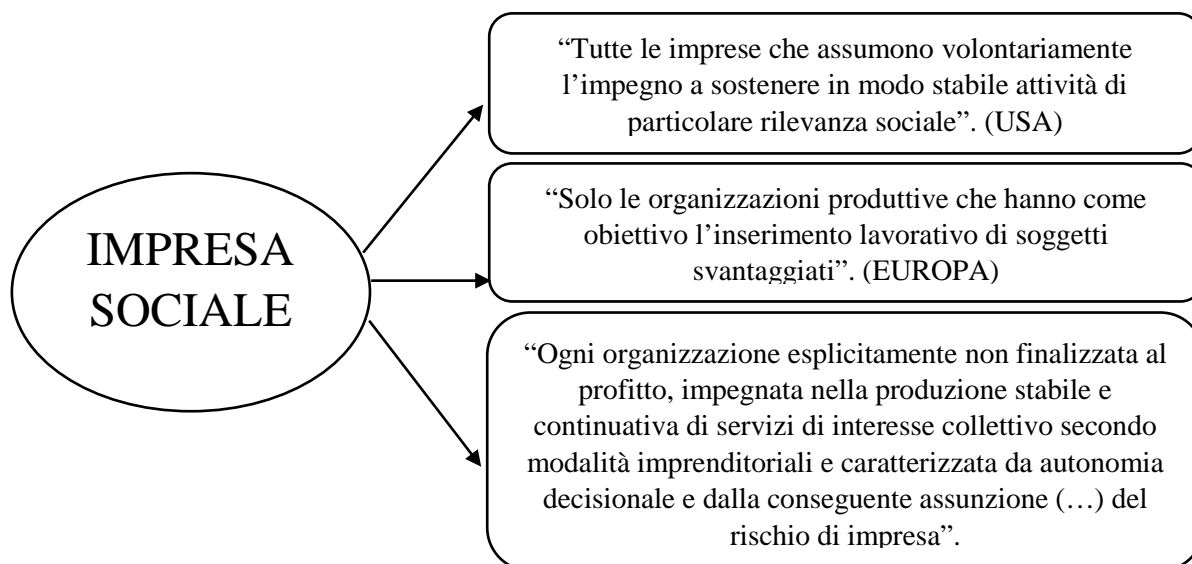 IMPRESA
SOCIALE
“Tutte le imprese che assumono volontariamente
l’impegno a sostenere in modo stabile attività di
particolare rilevanza sociale”. (USA)
“Solo le organizzazioni produttive che hanno come
obiettivo l’inserimento lavorativo di soggetti
svantaggiati”. (EUROPA)
“Ogni organizzazione esplicitamente non finalizzata al
profitto, impegnata nella produzione stabile e
continuativa di servizi di interesse collettivo secondo
modalità imprenditoriali e caratterizzata da autonomia
decisionale e dalla conseguente assunzione (…) del
rischio di impresa”.